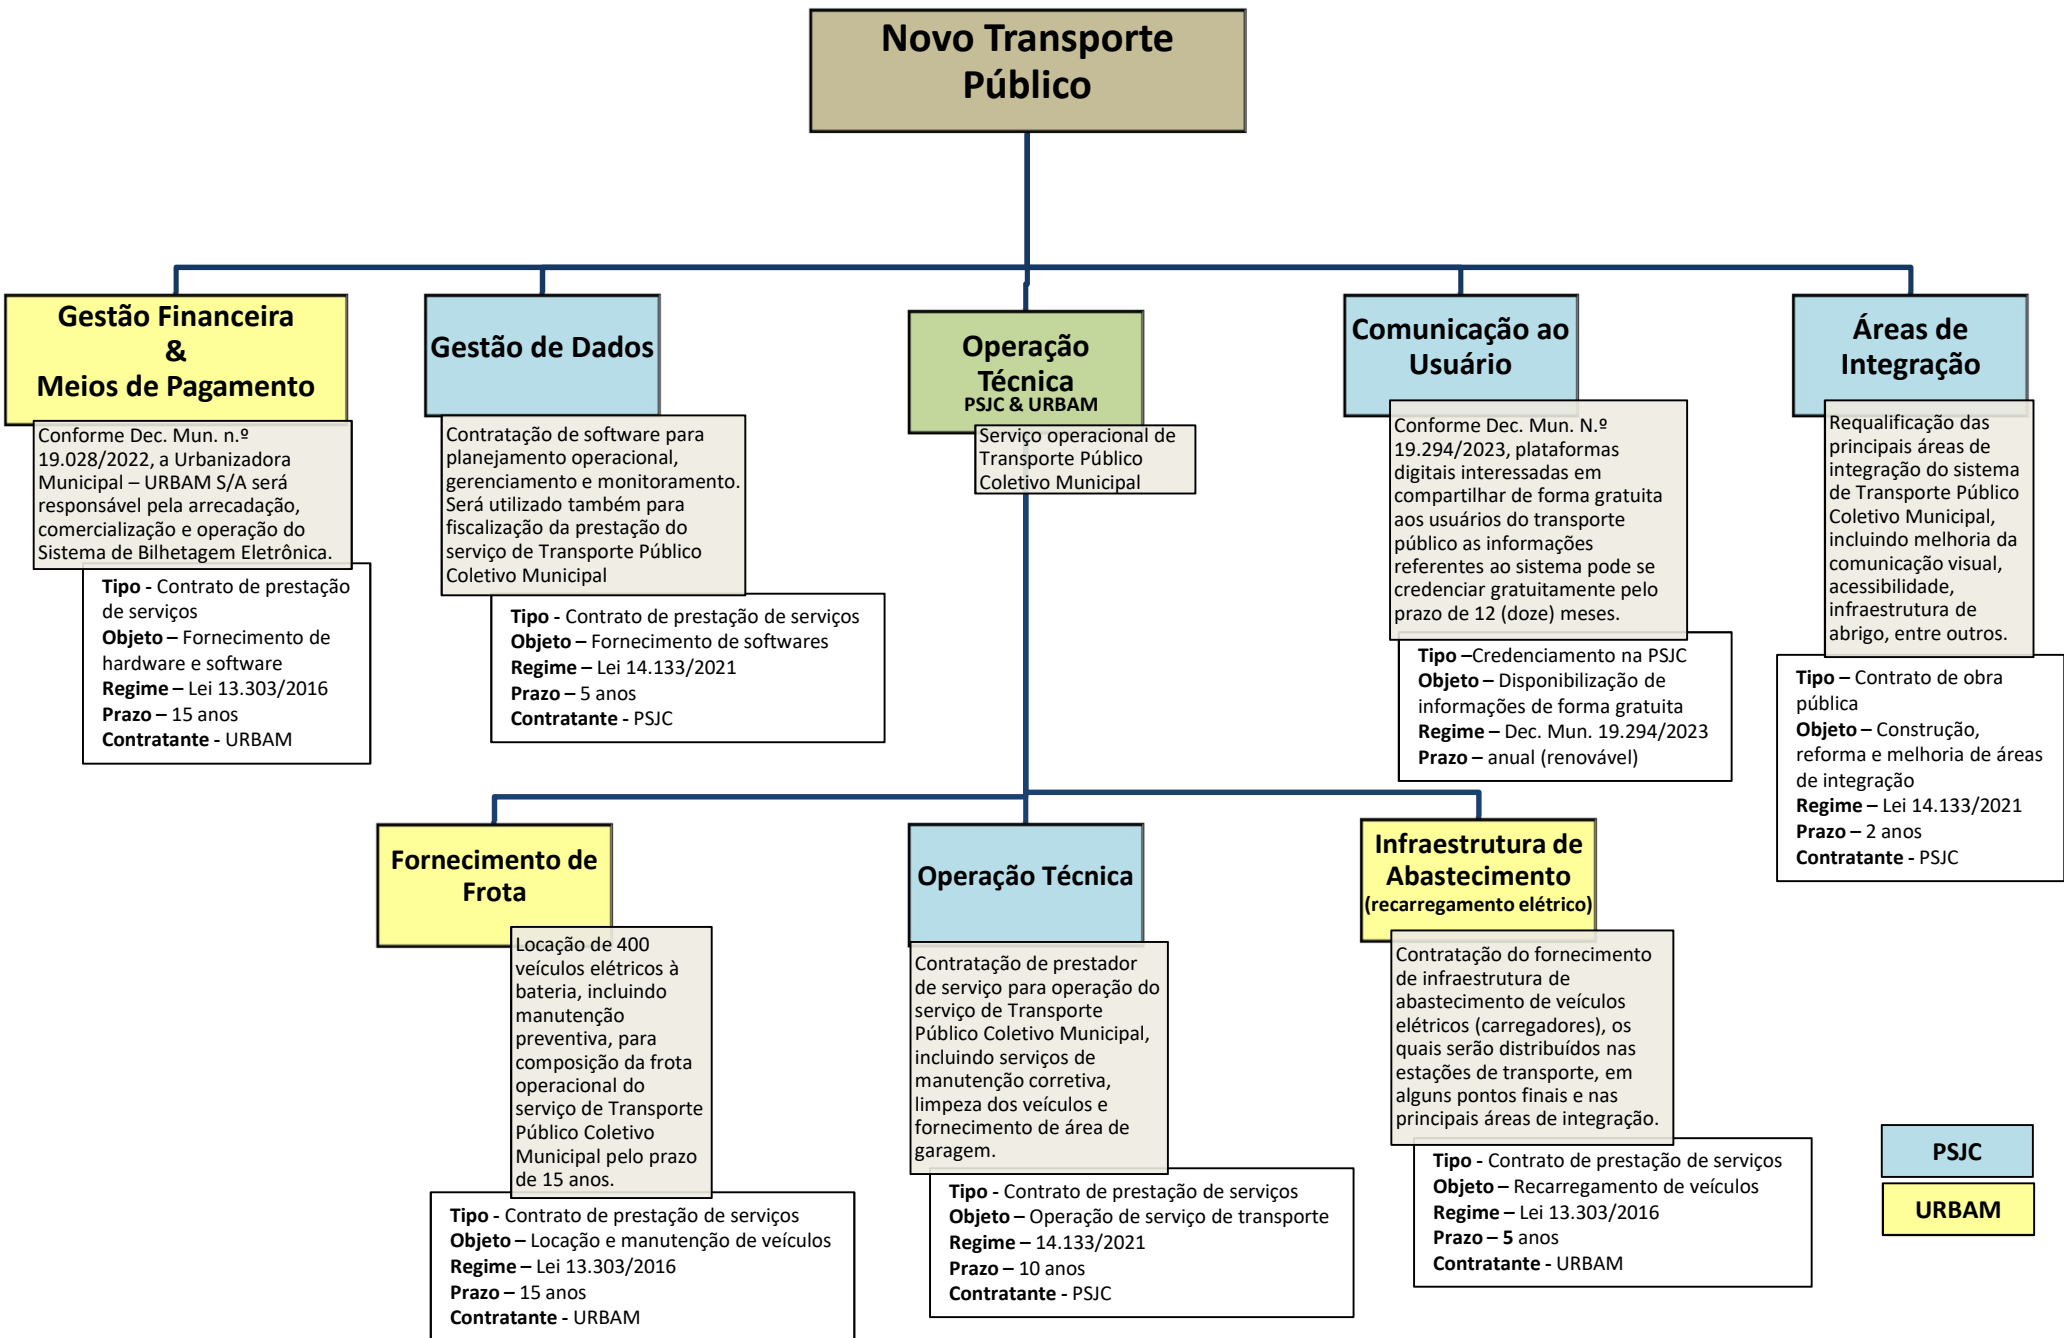 Novo Transporte
Público
Gestão Financeira
&
Meios de Pagamento
Conforme Dec. Mun. n.º
19.028/2022, a Urbanizadora
Municipal – URBAM S/A será
responsável pela arrecadação,
comercialização e operação do
Sistema de Bilhetagem Eletrônica.
Tipo - Contrato de prestação
de serviços
Objeto – Fornecimento de
hardware e software
Regime – Lei 13.303/2016
Prazo – 15 anos
Contratante - URBAM
Gestão de Dados
Contratação de software para
planejamento operacional,
gerenciamento e monitoramento.
Será utilizado também para
fiscalização da prestação do
serviço de Transporte Público
Coletivo Municipal
Tipo - Contrato de prestação de serviços
Objeto – Fornecimento de softwares
Regime – Lei 14.133/2021
Prazo – 5 anos
Contratante - PSJC
Operação
Técnica
PSJC & URBAM
Serviço operacional de
Transporte Público
Coletivo Municipal
Comunicação ao
Usuário
Conforme Dec. Mun. N.º
19.294/2023, plataformas
digitais interessadas em
compartilhar de forma gratuita
aos usuários do transporte
público as informações
referentes ao sistema pode se
credenciar gratuitamente pelo
prazo de 12 (doze) meses.
Tipo –Credenciamento na PSJC
Objeto – Disponibilização de
informações de forma gratuita
Regime – Dec. Mun. 19.294/2023
Prazo – anual (renovável)
Áreas de
Integração
Requalificação das
principais áreas de
integração do sistema
de Transporte Público
Coletivo Municipal,
incluindo melhoria da
comunicação visual,
acessibilidade,
infraestrutura de
abrigo, entre outros.
Tipo – Contrato de obra
pública
Objeto – Construção,
reforma e melhoria de áreas
de integração
Regime – Lei 14.133/2021
Prazo – 2 anos
Contratante - PSJC
Fornecimento de
Frota
Locação de 400
veículos elétricos à
bateria, incluindo
manutenção
preventiva, para
composição da frota
operacional do
serviço de Transporte
Público Coletivo
Municipal pelo prazo
de 15 anos.
Tipo - Contrato de prestação de serviços
Objeto – Locação e manutenção de veículos
Regime – Lei 13.303/2016
Prazo – 15 anos
Contratante - URBAM
Operação Técnica
Contratação de prestador
de serviço para operação do
serviço de Transporte
Público Coletivo Municipal,
incluindo serviços de
manutenção corretiva,
limpeza dos veículos e
fornecimento de área de
garagem.
Tipo - Contrato de prestação de serviços
Objeto – Operação de serviço de transporte
Regime – 14.133/2021
Prazo – 10 anos
Contratante - PSJC
Infraestrutura de
Abastecimento
(recarregamento elétrico)
Contratação do fornecimento
de infraestrutura de
abastecimento de veículos
elétricos (carregadores), os
quais serão distribuídos nas
estações de transporte, em
alguns pontos finais e nas
principais áreas de integração.
Tipo - Contrato de prestação de serviços
Objeto – Recarregamento de veículos
Regime – Lei 13.303/2016
Prazo – 5 anos
Contratante - URBAM
PSJC
URBAM